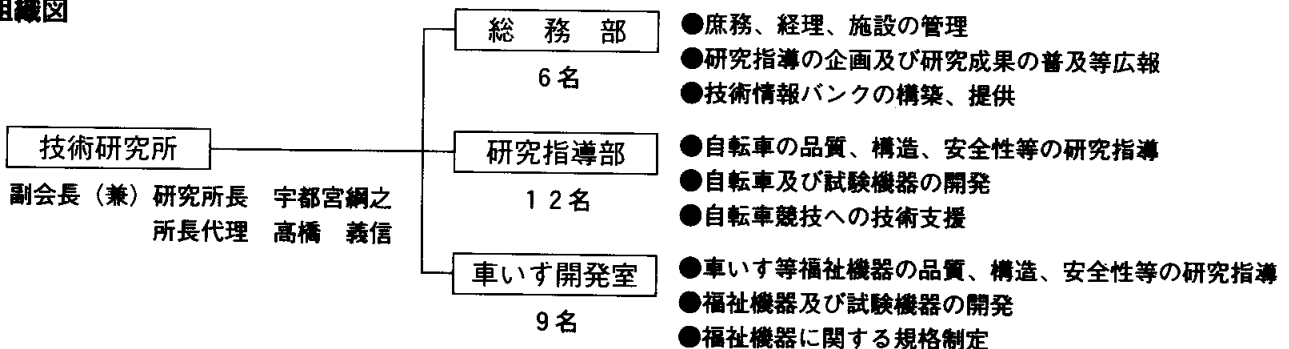 組織図
総務部
6名
●庶務、経理、施設の管理
●研究指導の企画及び研究成果の普及等広報
●技術情報バンクの構築、提供
技術研究所
副会長（兼）研究所長　宇都宮綱之
所長代理　高橋　義信
研究指導部
12名
●自転車の品質、構造、安全性等の研究指導
●自転車及び試験機器の開発
●自転車競技への技術支援
車いす開発室
9名
●車いす等福祉機器の品質、構造、安全性等の研究指導
●福祉機器及び試験機器の開発
●福祉機器に関する規格制定